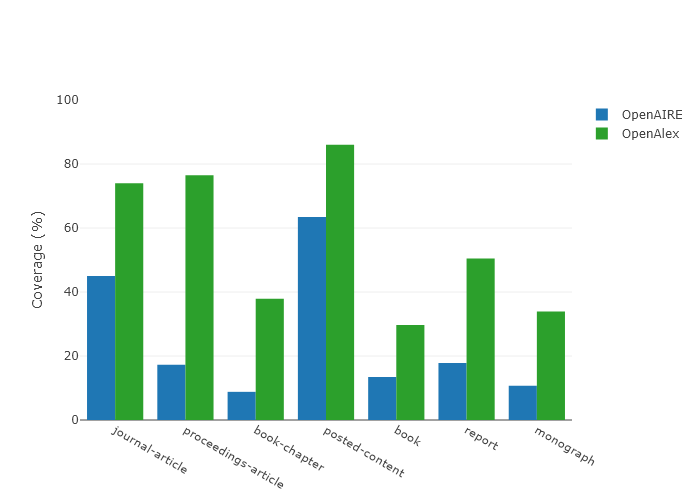 100
80
60
40
20
0
Coverage (%)
journal-article
proceedings-article
book-chapter
posted-content
book
report
monograph
OpenAIRE
OpenAlex